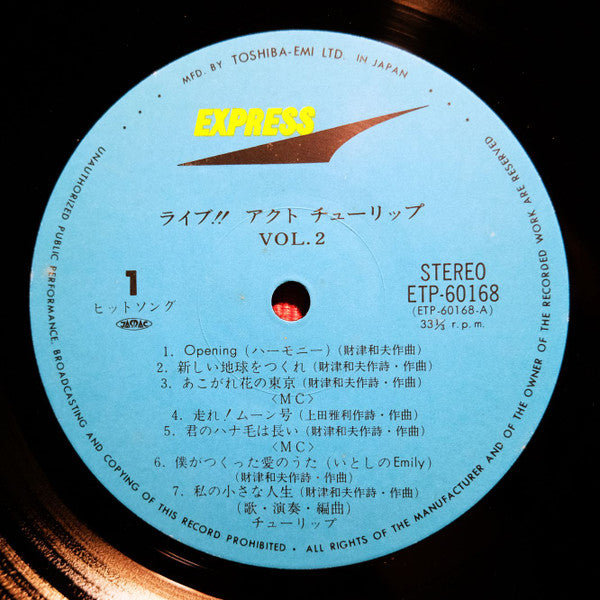 MFD. BY TOSHIBA-EMI LTD. IN JAPAN
EXPRESS
ライブ!! アクト チューリップ
VOL.2
1
ヒットソング
JASRAC
STEREO
ETP-60168
(ETP-60168-A)
33⅓ r.p.m.
1. Opening (ハーモニー) (財津和夫作曲)
2. 新しい地球をつくれ (財津和夫作詩・作曲)
3. あこがれ花の東京 (財津和夫作詩・作曲)
〈MC〉
4. 走れ!ムーン号 (上田雅利作詩・作曲)
5. 君のハナ毛は長い (財津和夫作詩・作曲)
〈MC〉
6. 僕がつくった愛のうた (いとしのEmily)
(財津和夫作詩・作曲)
7. 私の小さな人生 (財津和夫作詩・作曲)
(歌・演奏・編曲)
チューリップ
UNAUTHORIZED PUBLIC PERFORMANCE, BROADCASTING AND COPYING OF THIS RECORD PROHIBITED • ALL RIGHTS OF THE MANUFACTURER AND OF THE OWNER OF THE RECORDED WORK ARE RESERVED